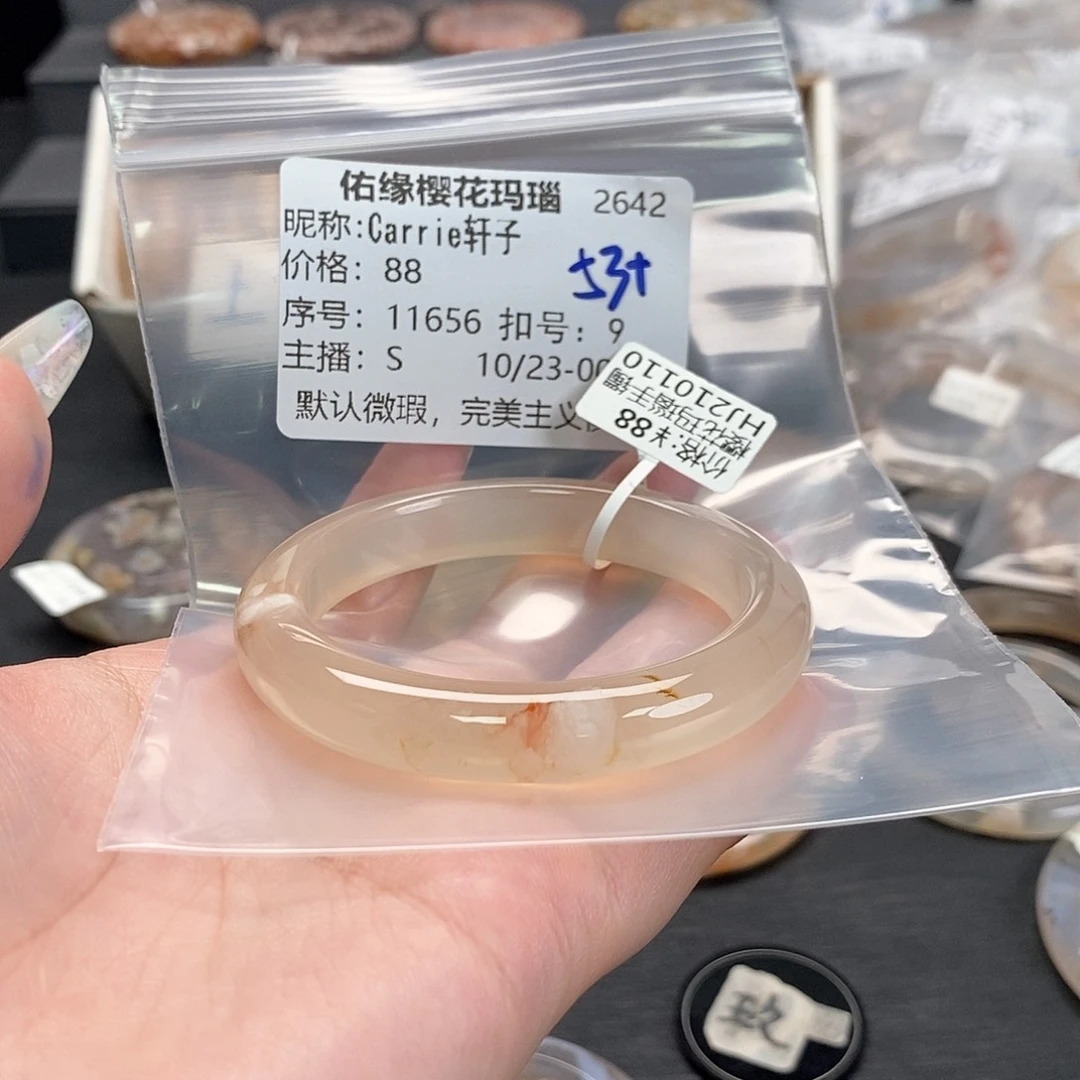 佑缘樱花玛瑙 2642
昵称:Carrie轩子
价格: 88
53+
序号: 11656 扣号: 9
主播: S 10/23-00
默认微瑕，完美主义
价格:¥88
樱花玛瑙手镯
HJ210110
玖